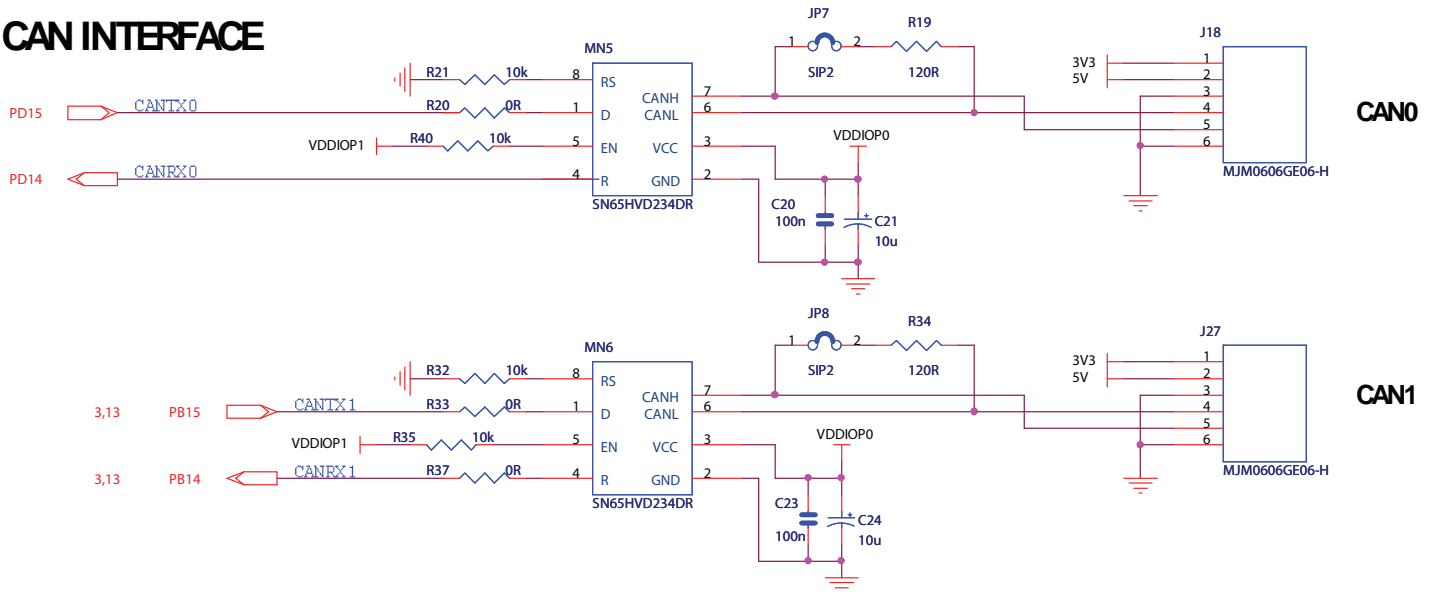 CAN INTERFACE
JP7
1
2
SIP2
R19
120R
MN5
R21
10k
8
RS
PD15
CANTX0
R20
0R
1
D
VDDIOP1
R40
10k
5
EN
PD14
CANRX0
4
R
CANH
7
CANL
6
VCC
3
GND
2
SN65HVD234DR
VDDIOP0
C20
100n
C21
10u
J18
3V3
5V
1
2
3
4
5
6
MJM0606GE06-H
CAN0
JP8
1
2
SIP2
R34
120R
MN6
R32
10k
8
RS
3,13
PB15
CANTX1
R33
0R
1
D
VDDIOP1
R35
10k
5
EN
3,13
PB14
CANRX1
R37
0R
4
R
CANH
7
CANL
6
VCC
3
GND
2
SN65HVD234DR
VDDIOP0
C23
100n
C24
10u
J27
3V3
5V
1
2
3
4
5
6
MJM0606GE06-H
CAN1